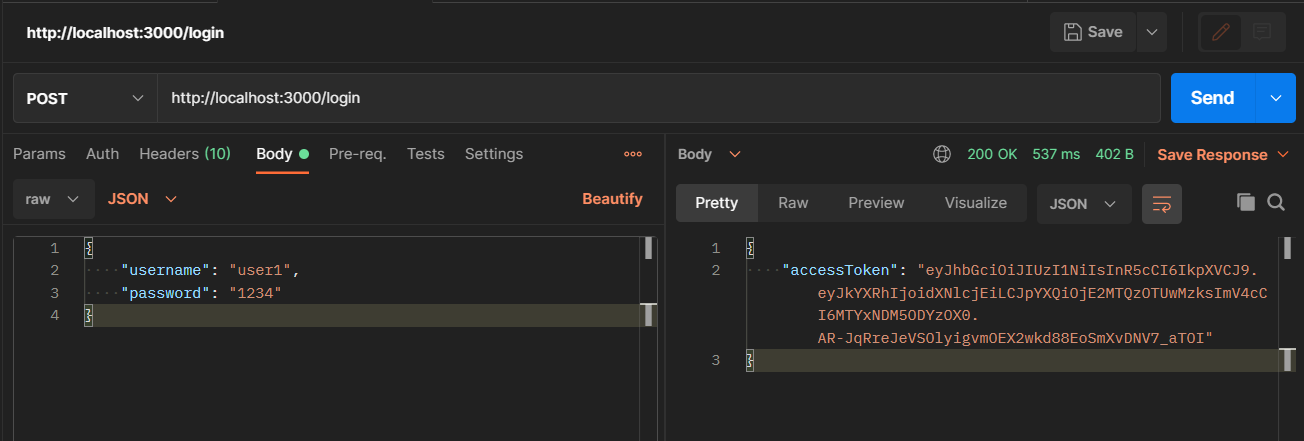 http://localhost:3000/login
Save
POST
http://localhost:3000/login
Send
Params Auth Headers (10) Body Pre-req. Tests Settings
Body 200 OK 537 ms 402 B Save Response
raw JSON Beautify
Pretty Raw Preview Visualize JSON
1 {
2 "username": "user1",
3 "password": "1234"
4 }
1 {
2 "accessToken": "eyJhbGciOiJIUzI1NiIsInR5cCI6IkpXVCJ9.
eyJkYXRhIjoidXNlcjEiLCJpYXQiOjE2MTQzOTUwMzksImV4cC
I6MTYxNDM5ODYzOX0.
AR-JqRreJeVSOlyigvmOEX2wkd88EoSmXvDNV7_aTOI"
3 }